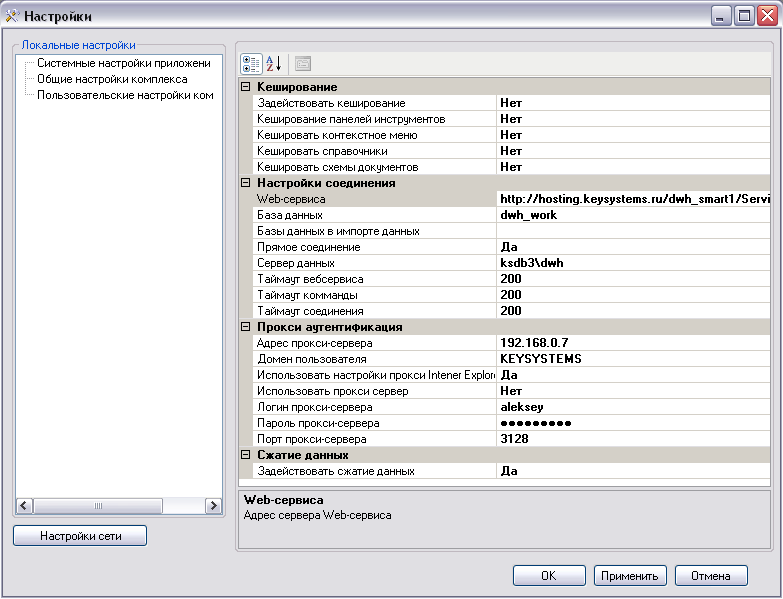 Настройки
Локальные настройки
Системные настройки приложени
Общие настройки комплекса
Пользовательские настройки ком
Настройки сети
Кеширование
Задействовать кеширование Нет
Кеширование панелей инструментов Нет
Кешировать контекстное меню Нет
Кешировать справочники Нет
Кешировать схемы документов Нет
Настройки соединения
Web-сервиса http://hosting.keysystems.ru/dwh_smart1/Servi
База данных dwh_work
Базы данных в импорте данных
Прямое соединение Да
Сервер данных ksdb3\dwh
Таймаут вебсервиса 200
Таймаут комманды 200
Таймаут соединения 200
Прокси аутентификация
Адрес прокси-сервера 192.168.0.7
Домен пользователя KEYSYSTEMS
Использовать настройки прокси Intener Explore Да
Использовать прокси сервер Нет
Логин прокси-сервера aleksey
Пароль прокси-сервера ●●●●●●●●●
Порт прокси-сервера 3128
Сжатие данных
Задействовать сжатие данных Да
Web-сервиса
Адрес сервера Web-сервиса
OK Применить Отмена